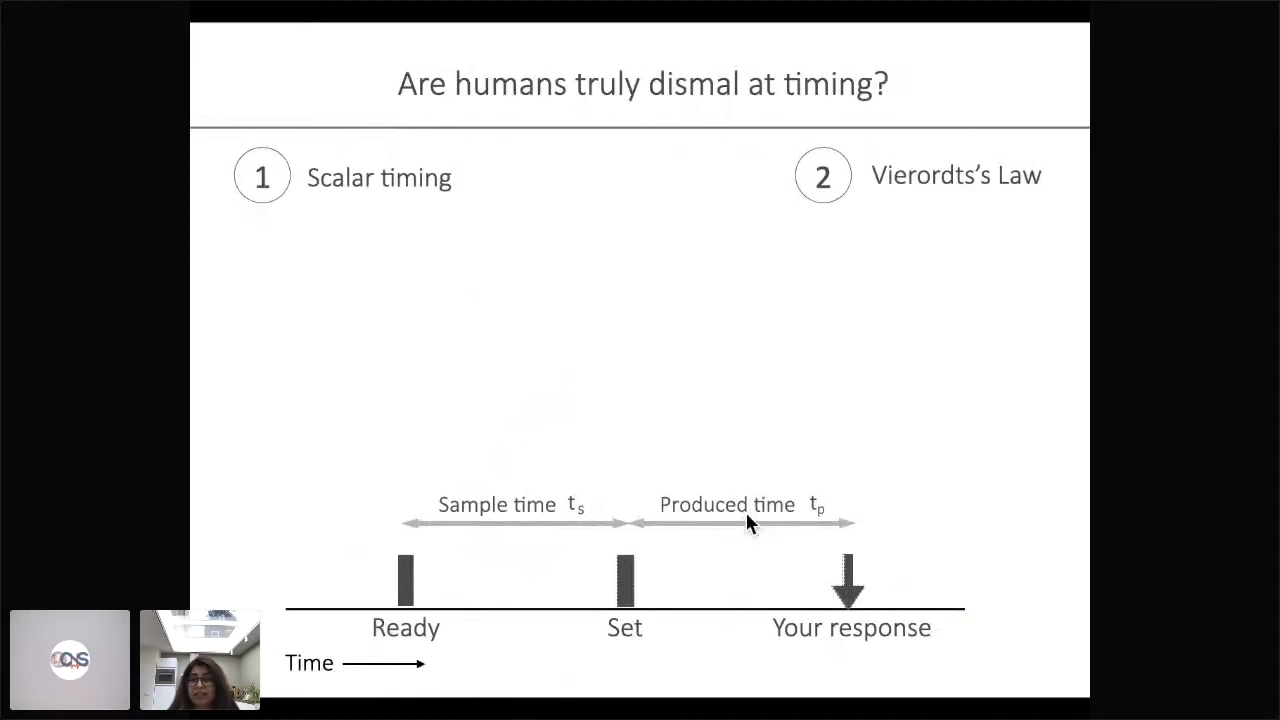 Are humans truly dismal at timing?
1 Scalar timing
2 Vierordts's Law
Sample time ts
Produced time tp
Ready
Set
Your response
Time